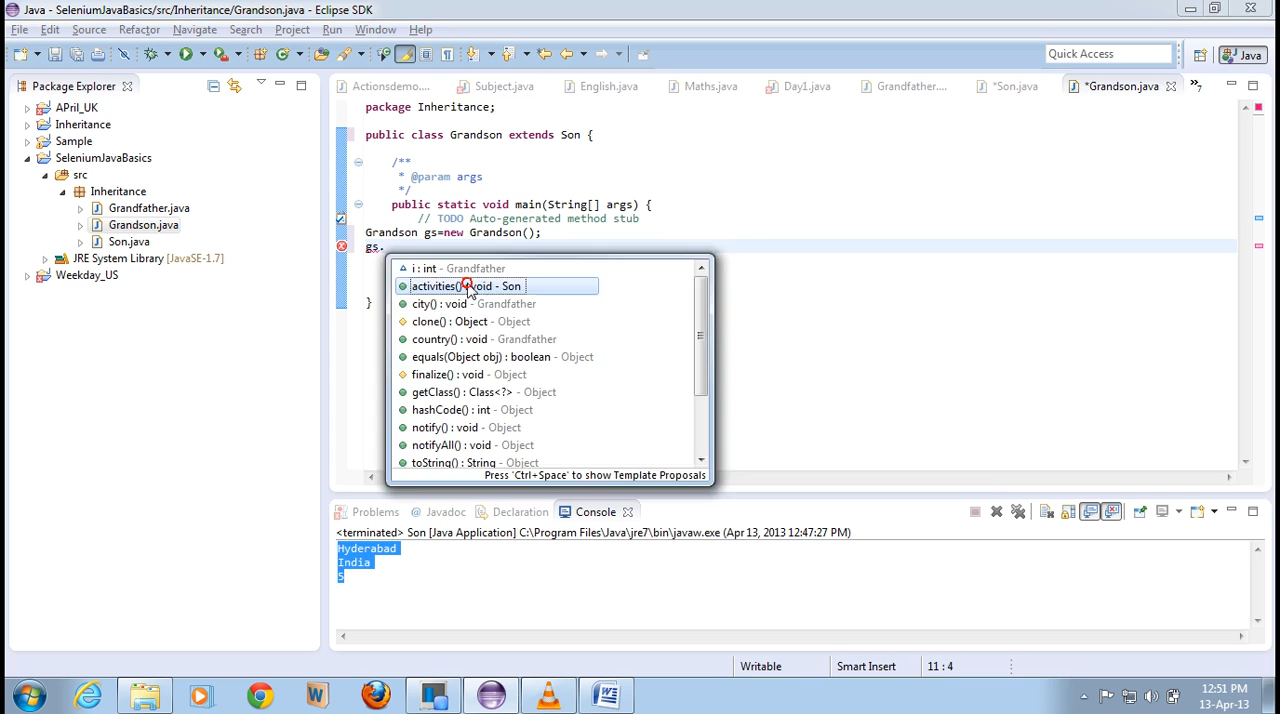 Java - SeleniumJavaBasics/src/Inheritance/Grandson.java - Eclipse SDK
File Edit Source Refactor Navigate Search Project Run Window Help
Quick Access
Java
Package Explorer
Actionsdemo.... Subject.java English.java Maths.java Day1.java Grandfather.... *Son.java *Grandson.java
APril_UK
Inheritance
Sample
SeleniumJavaBasics
src
Inheritance
Grandfather.java
Grandson.java
Son.java
JRE System Library [JavaSE-1.7]
Weekday_US
package Inheritance;
public class Grandson extends Son {
/**
* @param args
*/
public static void main(String[] args) {
// TODO Auto-generated method stub
Grandson gs=new Grandson();
gs.
}
i : int - Grandfather
activities() : void - Son
city() : void - Grandfather
clone() : Object - Object
country() : void - Grandfather
equals(Object obj) : boolean - Object
finalize() : void - Object
getClass() : Class<?> - Object
hashCode() : int - Object
notify() : void - Object
notifyAll() : void - Object
toString() : String - Object
Press 'Ctrl+Space' to show Template Proposals
Problems @ Javadoc Declaration Console
<terminated> Son [Java Application] C:\Program Files\Java\jre7\bin\javaw.exe (Apr 13, 2013 12:47:27 PM)
Hyderabad
India
5
Writable Smart Insert 11 : 4
12:51 PM
13-Apr-13